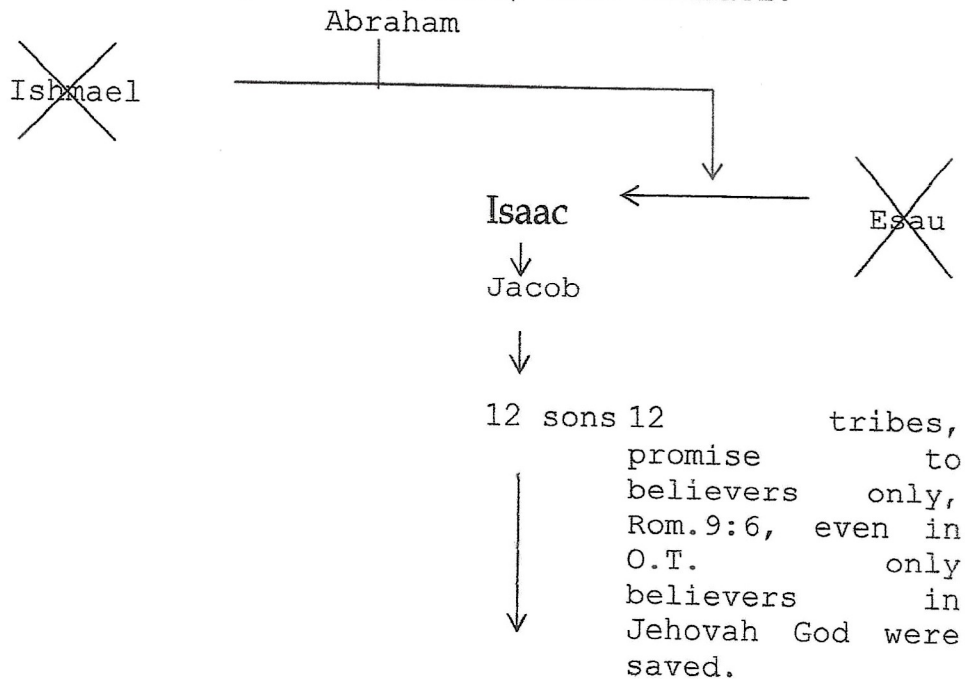 Abraham
Ishmael
Isaac
Esau
Jacob
12 sons 12 tribes,
promise to
believers only,
Rom.9:6, even in
O.T. only
believers in
Jehovah God were
saved.